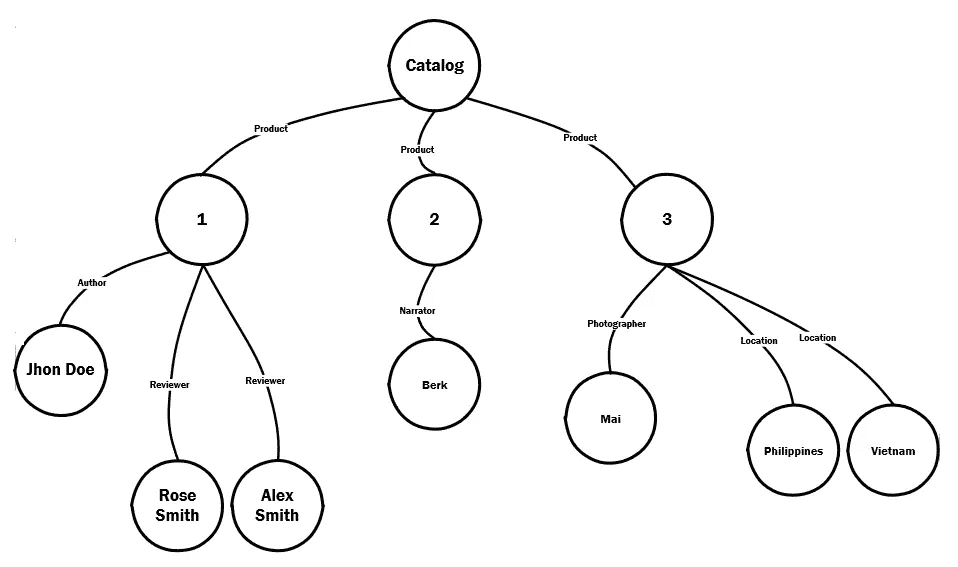 Catalog
Product
Product
Product
1
2
3
Author
Narrator
Photographer
Location
Location
Jhon Doe
Reviewer
Reviewer
Berk
Mai
Philippines
Vietnam
Rose
Smith
Alex
Smith